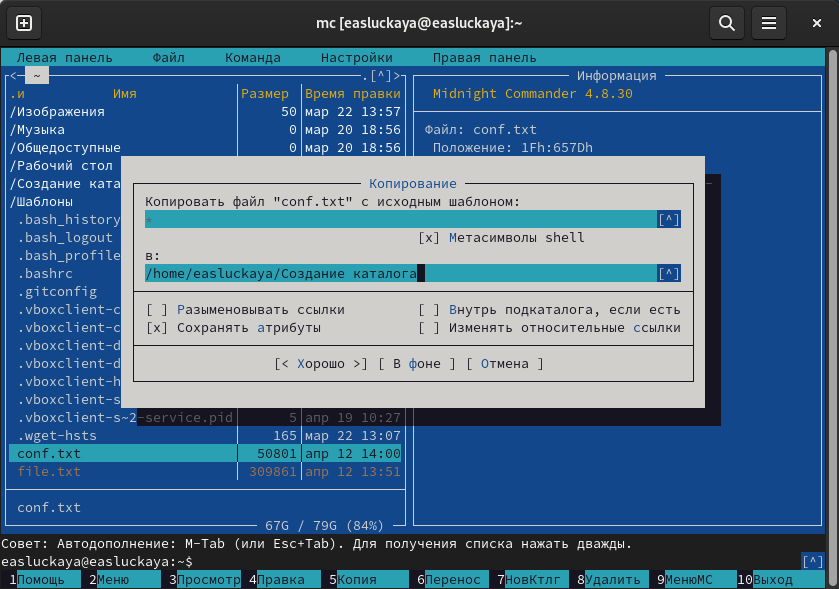 mc [easluckaya@easluckaya]:~
Левая панель Файл Команда Настройки Правая панель
<─ ~ .[^]> Информация
.и Имя Размер Время правки Midnight Commander 4.8.30
/Изображения 50 мар 22 13:57
/Музыка 0 мар 20 18:56 Файл: conf.txt
/Общедоступные 0 мар 20 18:56 Положение: 1Fh:657Dh
/Рабочий стол
/Создание ката
/Шаблоны
.bash_history
.bash_logout
.bash_profile
.bashrc
.gitconfig
.vboxclient-c
.vboxclient-c
.vboxclient-d
.vboxclient-d
.vboxclient-h
.vboxclient-s
.vboxclient-s~2-service.pid 5 апр 19 10:27
.wget-hsts 165 мар 22 13:07
conf.txt 50801 апр 12 14:00
file.txt 309861 апр 12 13:51
conf.txt
67G / 79G (84%)
Копирование
Копировать файл "conf.txt" с исходным шаблоном:
* [^]
[x] Метасимволы shell
в:
/home/easluckaya/Создание каталога [^]
[ ] Разыменовывать ссылки [ ] Внутрь подкаталога, если есть
[x] Сохранять атрибуты [ ] Изменять относительные ссылки
[< Хорошо >] [ В фоне ] [ Отмена ]
Совет: Автодополнение: M-Tab (или Esc+Tab). Для получения списка нажать дважды.
easluckaya@easluckaya:~$ [^]
1Помощь 2Меню 3Просмотр 4Правка 5Копия 6Перенос 7НовКтлг 8Удалить 9МенюMC 10Выход